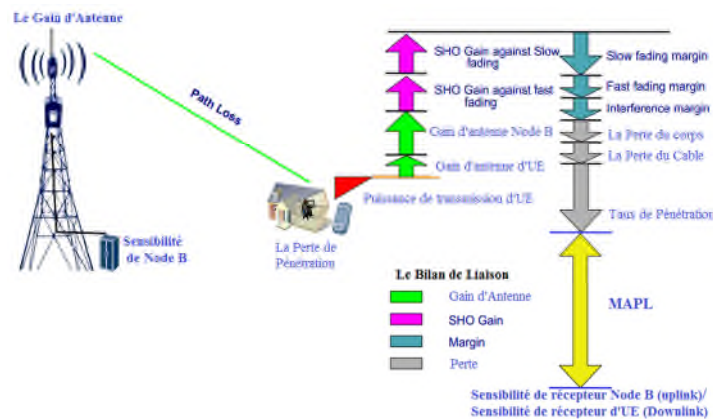 Le Gain d'Antenne
Path Loss
Sensibilité
de Node B
La Perte de
Pénétration
SHO Gain against Slow
fading
SHO Gain against fast
fading
Gain d'antenne Node B
Gain d'antenne d'UE
Puissance de transmission d'UE
Slow fading margin
Fast fading margin
Interference margin
La Perte du corps
La Perte du Cable
Taux de Pénétration
MAPL
Le Bilan de Liaison
Gain d'Antenne
SHO Gain
Margin
Perte
Sensibilité de récepteur Node B (uplink)/
Sensibilité de récepteur d'UE (Downlink)